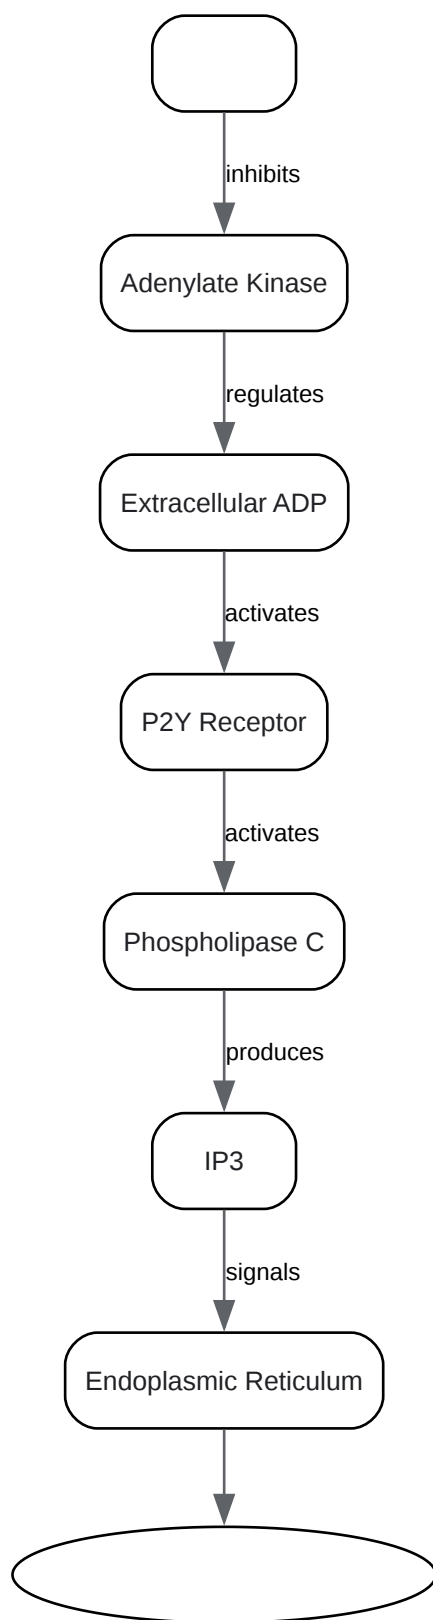 inhibits
Adenylate Kinase
regulates
Extracellular ADP
activates
P2Y Receptor
activates
Phospholipase C
produces
IP3
signals
Endoplasmic Reticulum